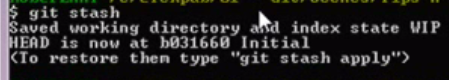 $ git stash
Saved working directory and index state WIP
HEAD is now at b031660 Initial
(To restore them type "git stash apply")